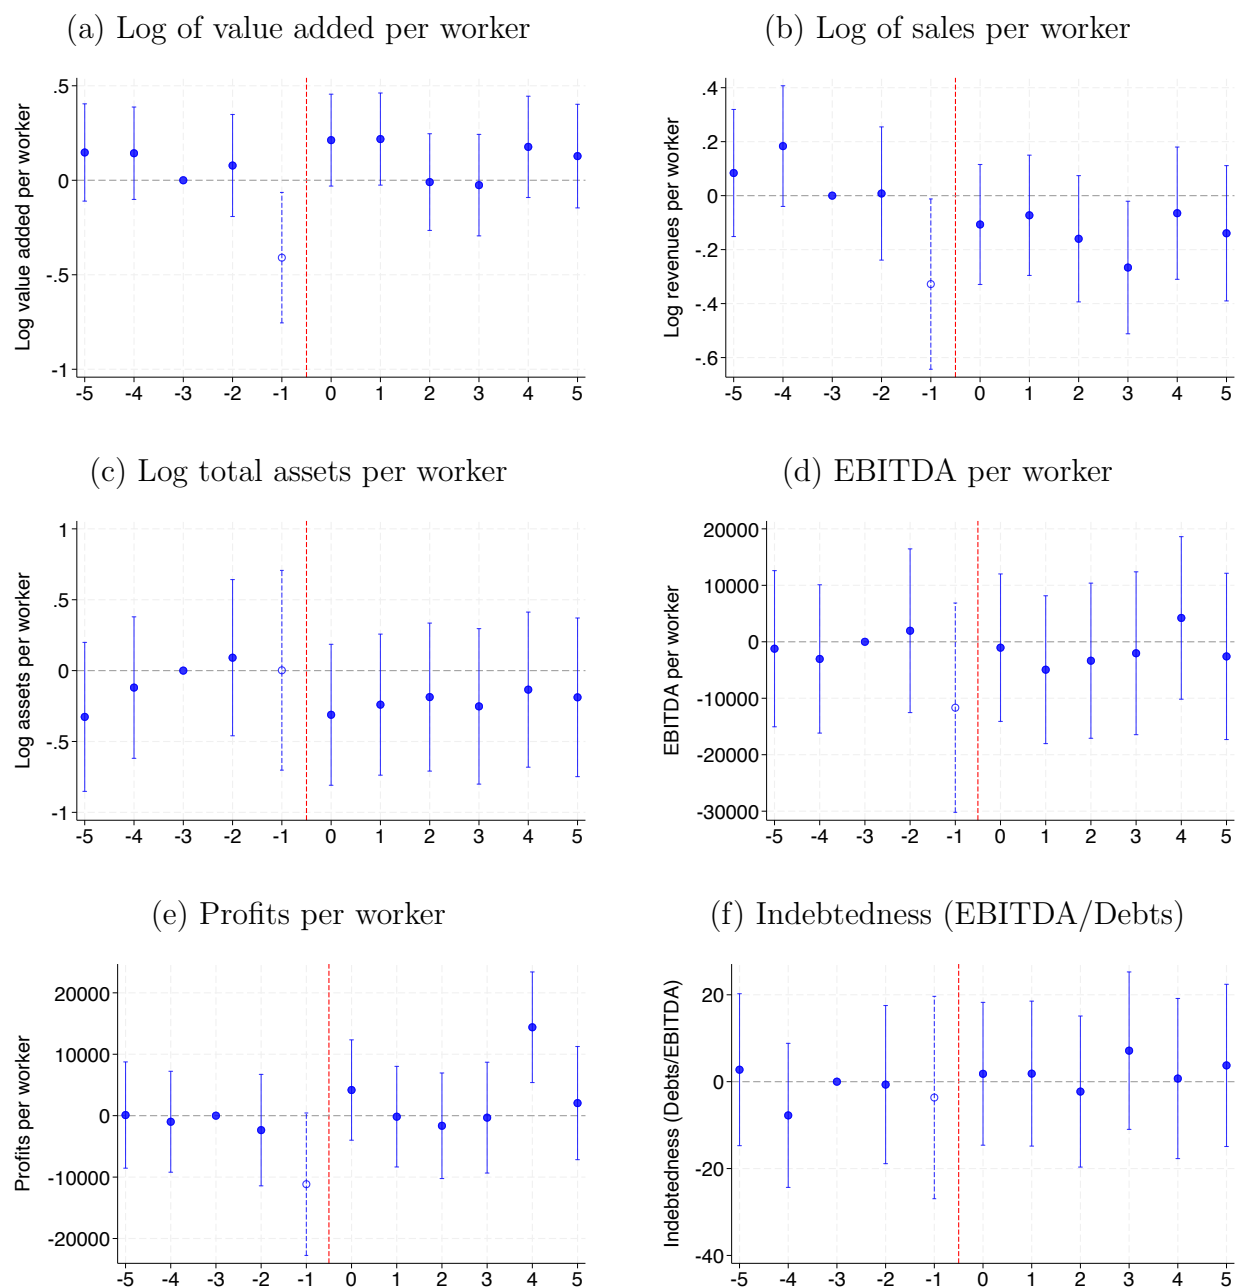 (a) Log of value added per worker
Log value added per worker
.5
0
-.5
-1
-5 -4 -3 -2 -1 0 1 2 3 4 5
(b) Log of sales per worker
Log revenues per worker
.4
.2
0
-.2
-.4
-.6
-5 -4 -3 -2 -1 0 1 2 3 4 5
(c) Log total assets per worker
Log assets per worker
1
.5
0
-.5
-1
-5 -4 -3 -2 -1 0 1 2 3 4 5
(d) EBITDA per worker
EBITDA per worker
20000
10000
0
-10000
-20000
-30000
-5 -4 -3 -2 -1 0 1 2 3 4 5
(e) Profits per worker
Profits per worker
20000
10000
0
-10000
-20000
-5 -4 -3 -2 -1 0 1 2 3 4 5
(f) Indebtedness (EBITDA/Debts)
Indebtedness (Debts/EBITDA)
20
0
-20
-40
-5 -4 -3 -2 -1 0 1 2 3 4 5